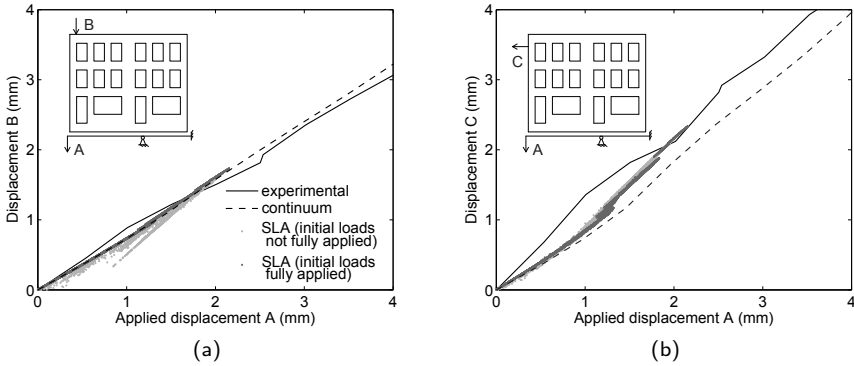 4
3
2
1
0
0
1
2
3
4
Displacement B (mm)
Applied displacement A (mm)
B
A
experimental
continuum
SLA (initial loads
not fully applied)
SLA (initial loads
fully applied)
(a)
4
3
2
1
0
0
1
2
3
4
Displacement C (mm)
Applied displacement A (mm)
C
A
(b)